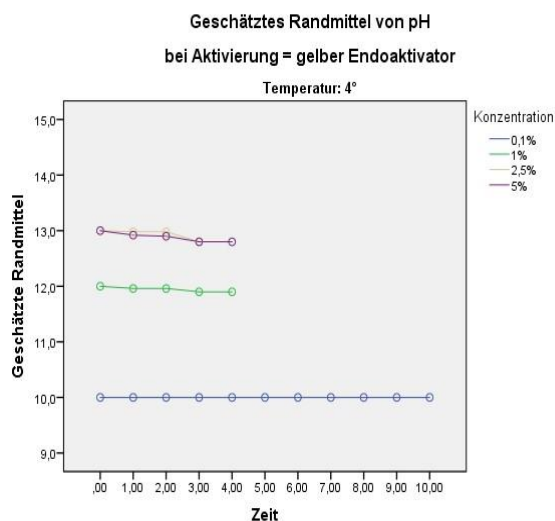 Geschätztes Randmittel von pH
bei Aktivierung = gelber Endoaktivator
Temperatur: 4°
Konzentration
0,1%
1%
2,5%
5%
Geschätzte Randmittel
15,0
14,0
13,0
12,0
11,0
10,0
9,0
,00 1,00 2,00 3,00 4,00 5,00 6,00 7,00 8,00 9,00 10,00
Zeit